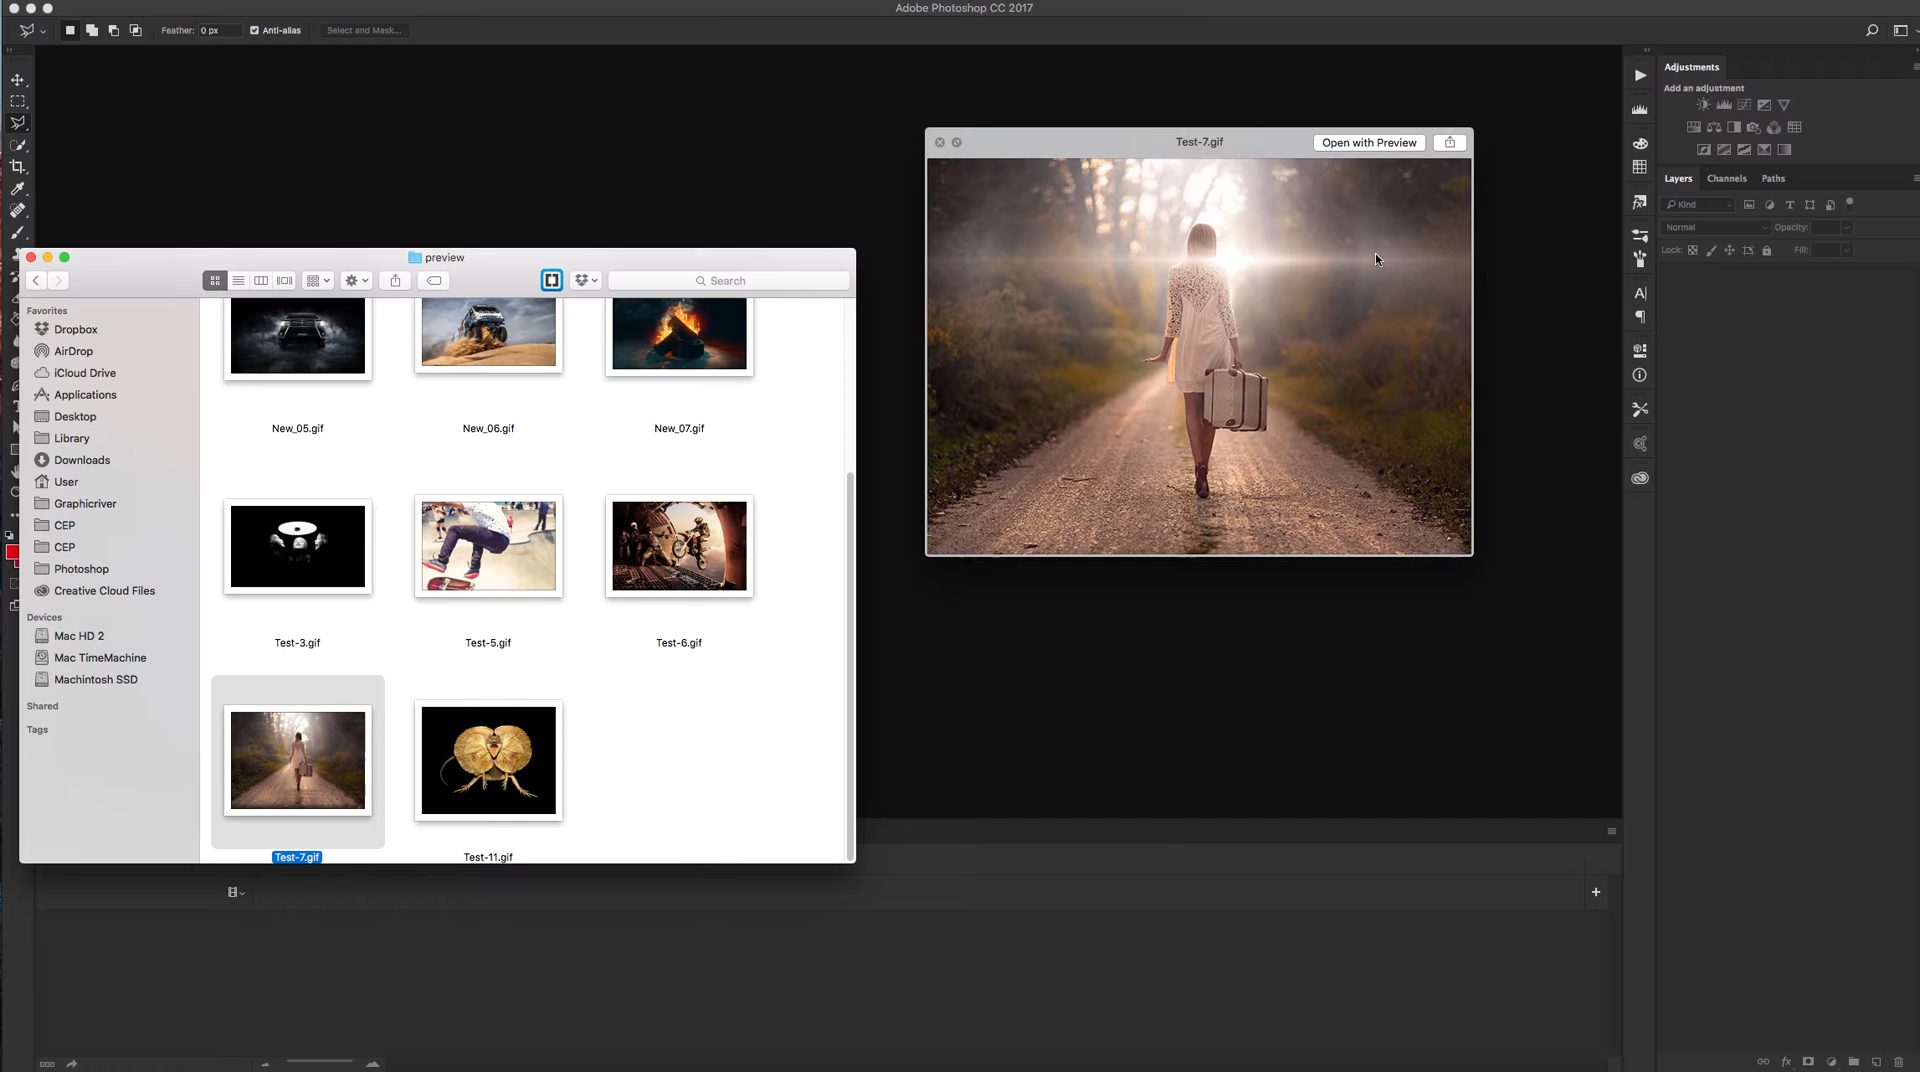 Adobe Photoshop CC 2017
Feather: 0 px
Anti-alias
Select and Mask...
Adjustments
Add an adjustment
Layers Channels Paths
Kind
Normal Opacity:
Lock: Fill:
Test-7.gif
Open with Preview
preview
Search
Favorites
Dropbox
AirDrop
iCloud Drive
Applications
Desktop
Library
Downloads
User
Graphicriver
CEP
CEP
Photoshop
Creative Cloud Files
Devices
Mac HD 2
Mac TimeMachine
Machintosh SSD
Shared
Tags
New_05.gif New_06.gif New_07.gif
Test-3.gif Test-5.gif Test-6.gif
Test-7.gif Test-11.gif